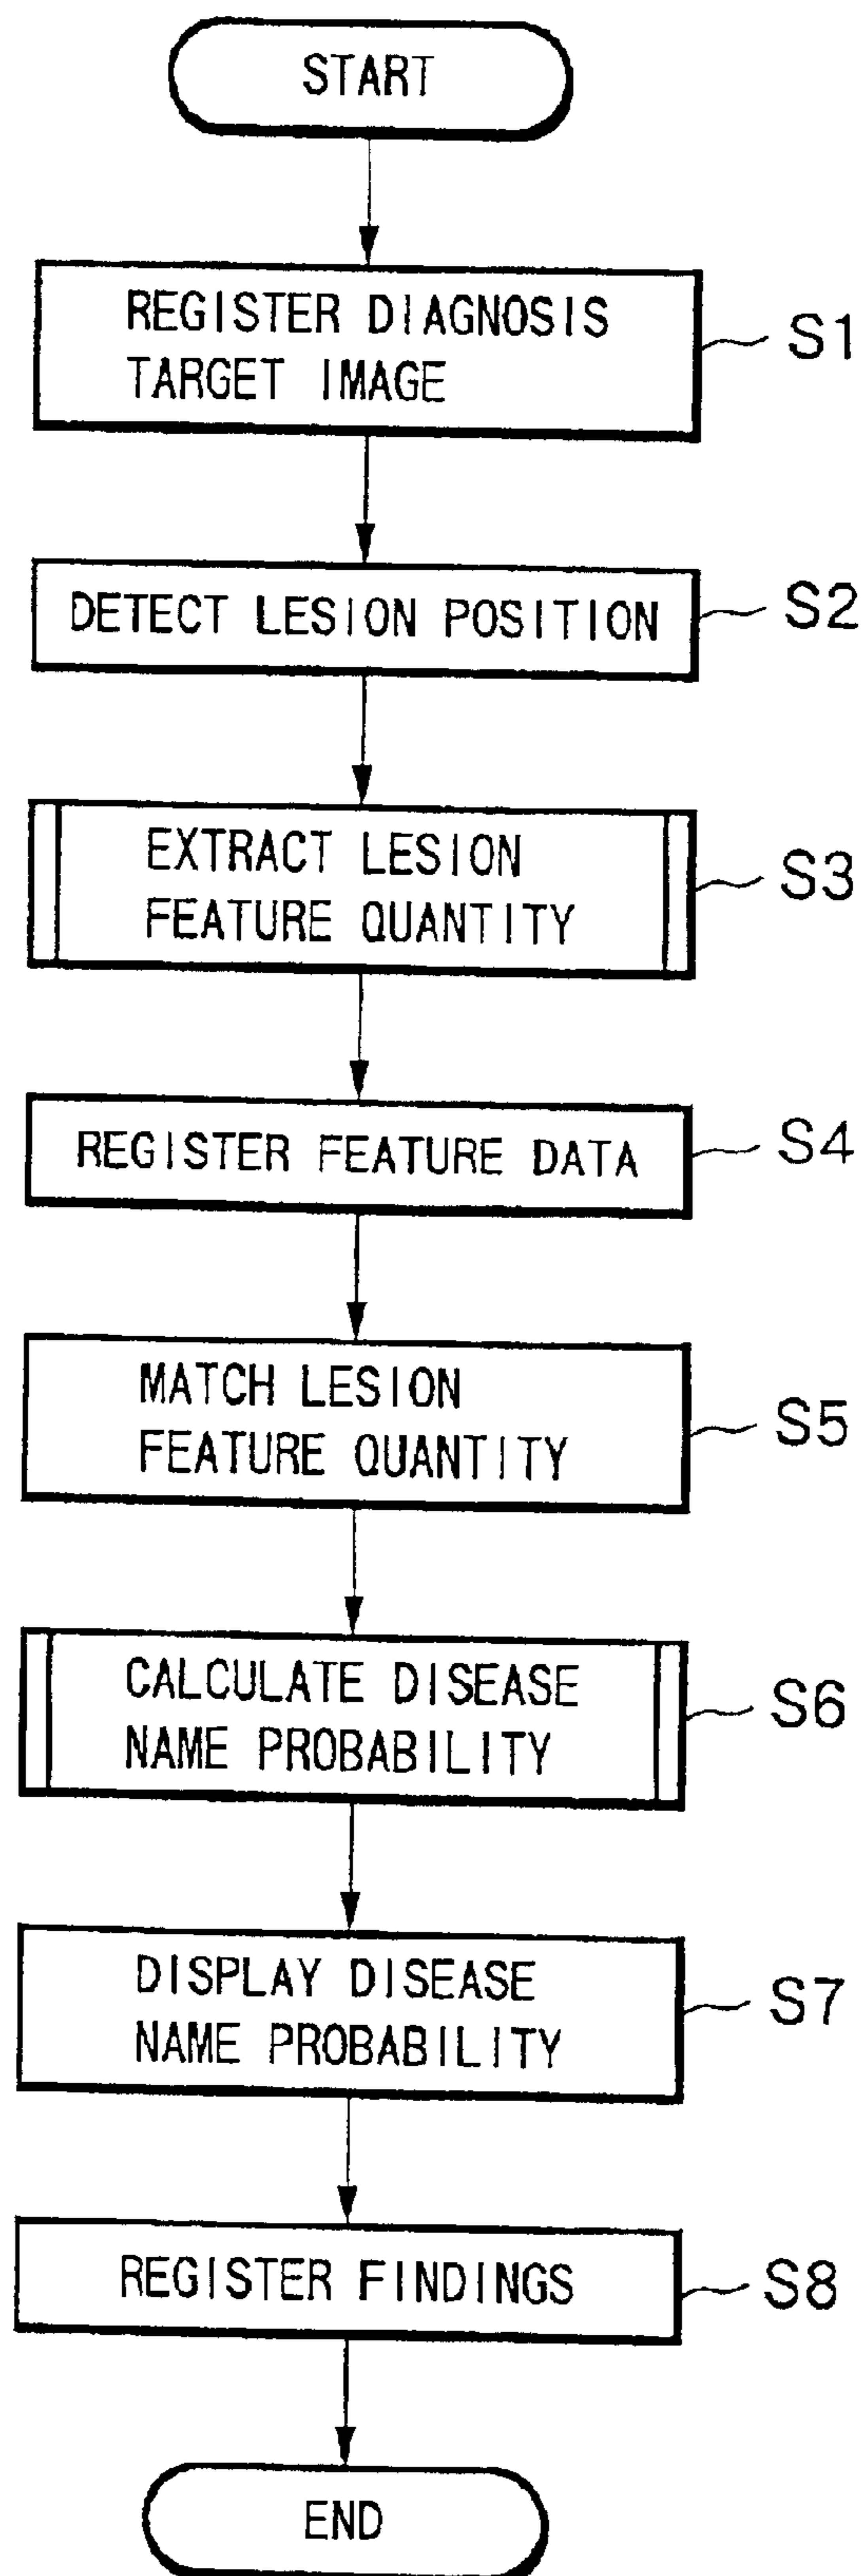 START
REGISTER DIAGNOSIS
TARGET IMAGE
S1
DETECT LESION POSITION
S2
EXTRACT LESION
FEATURE QUANTITY
S3
REGISTER FEATURE DATA
S4
MATCH LESION
FEATURE QUANTITY
S5
CALCULATE DISEASE
NAME PROBABILITY
S6
DISPLAY DISEASE
NAME PROBABILITY
S7
REGISTER FINDINGS
S8
END